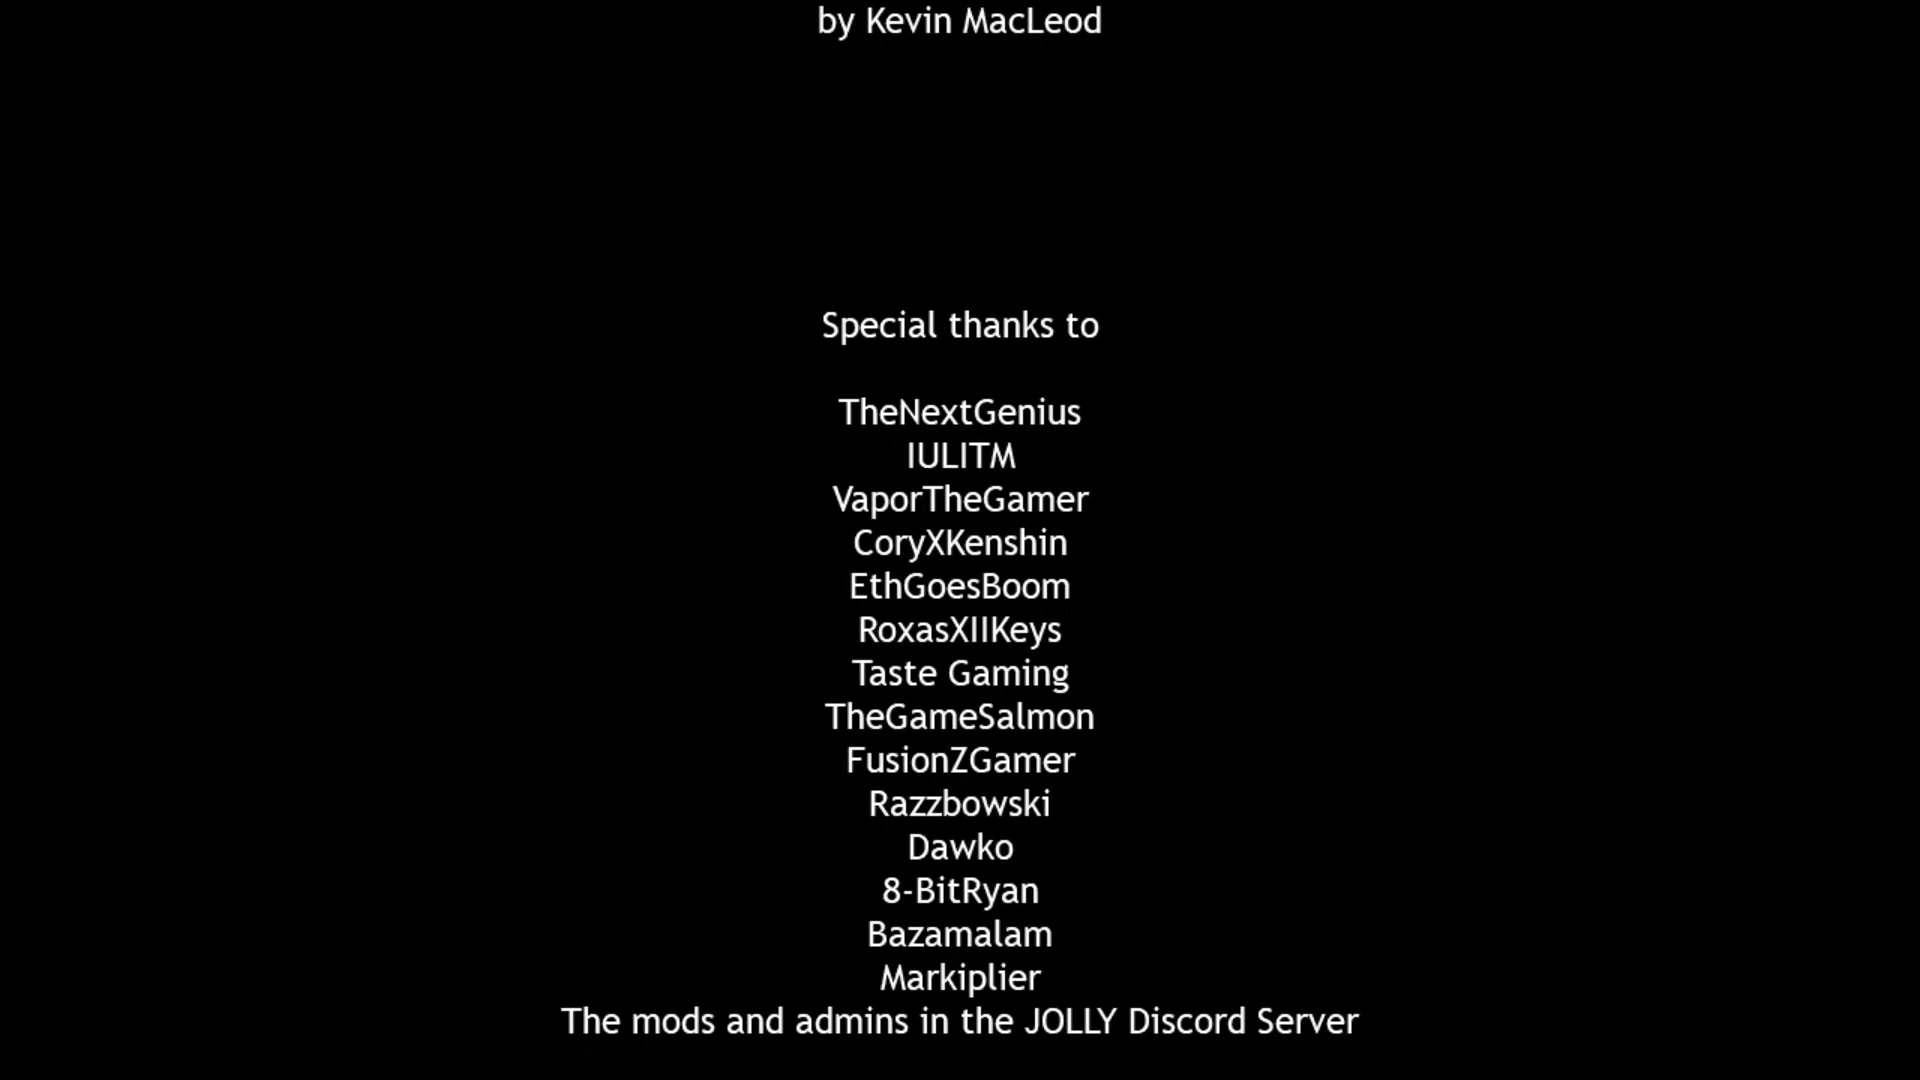 by Kevin MacLeod
Special thanks to
TheNextGenius
IULITM
VaporTheGamer
CoryXKenshin
EthGoesBoom
RoxasXIIKeys
Taste Gaming
TheGameSalmon
FusionZGamer
Razzbowski
Dawko
8-BitRyan
Bazamalam
Markiplier
The mods and admins in the JOLLY Discord Server